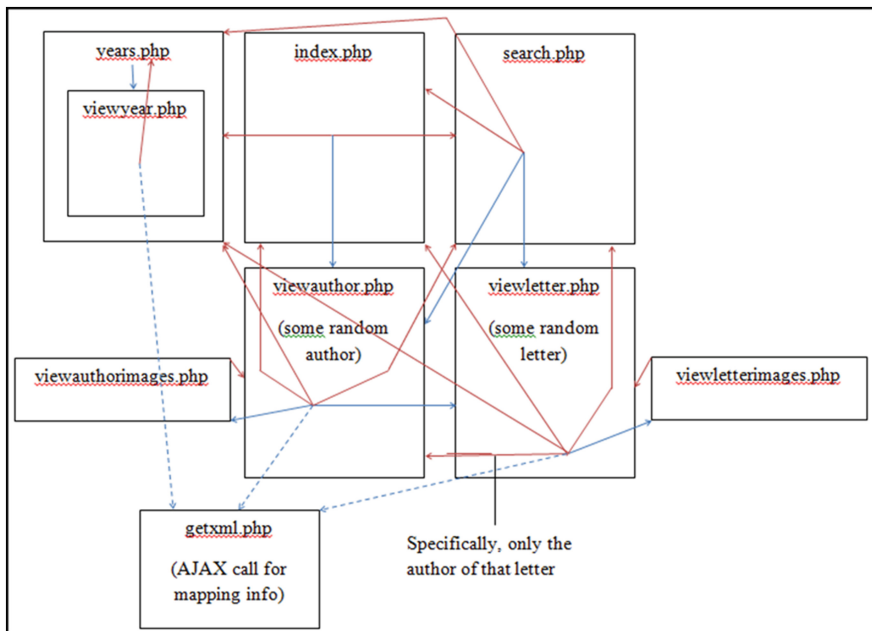 years.php
index.php
search.php
viewyear.php
viewauthor.php
(some random
author)
viewletter.php
(some random
letter)
viewauthorimages.php
viewletterimages.php
getxml.php
(AJAX call for
mapping info)
Specifically, only the
author of that letter